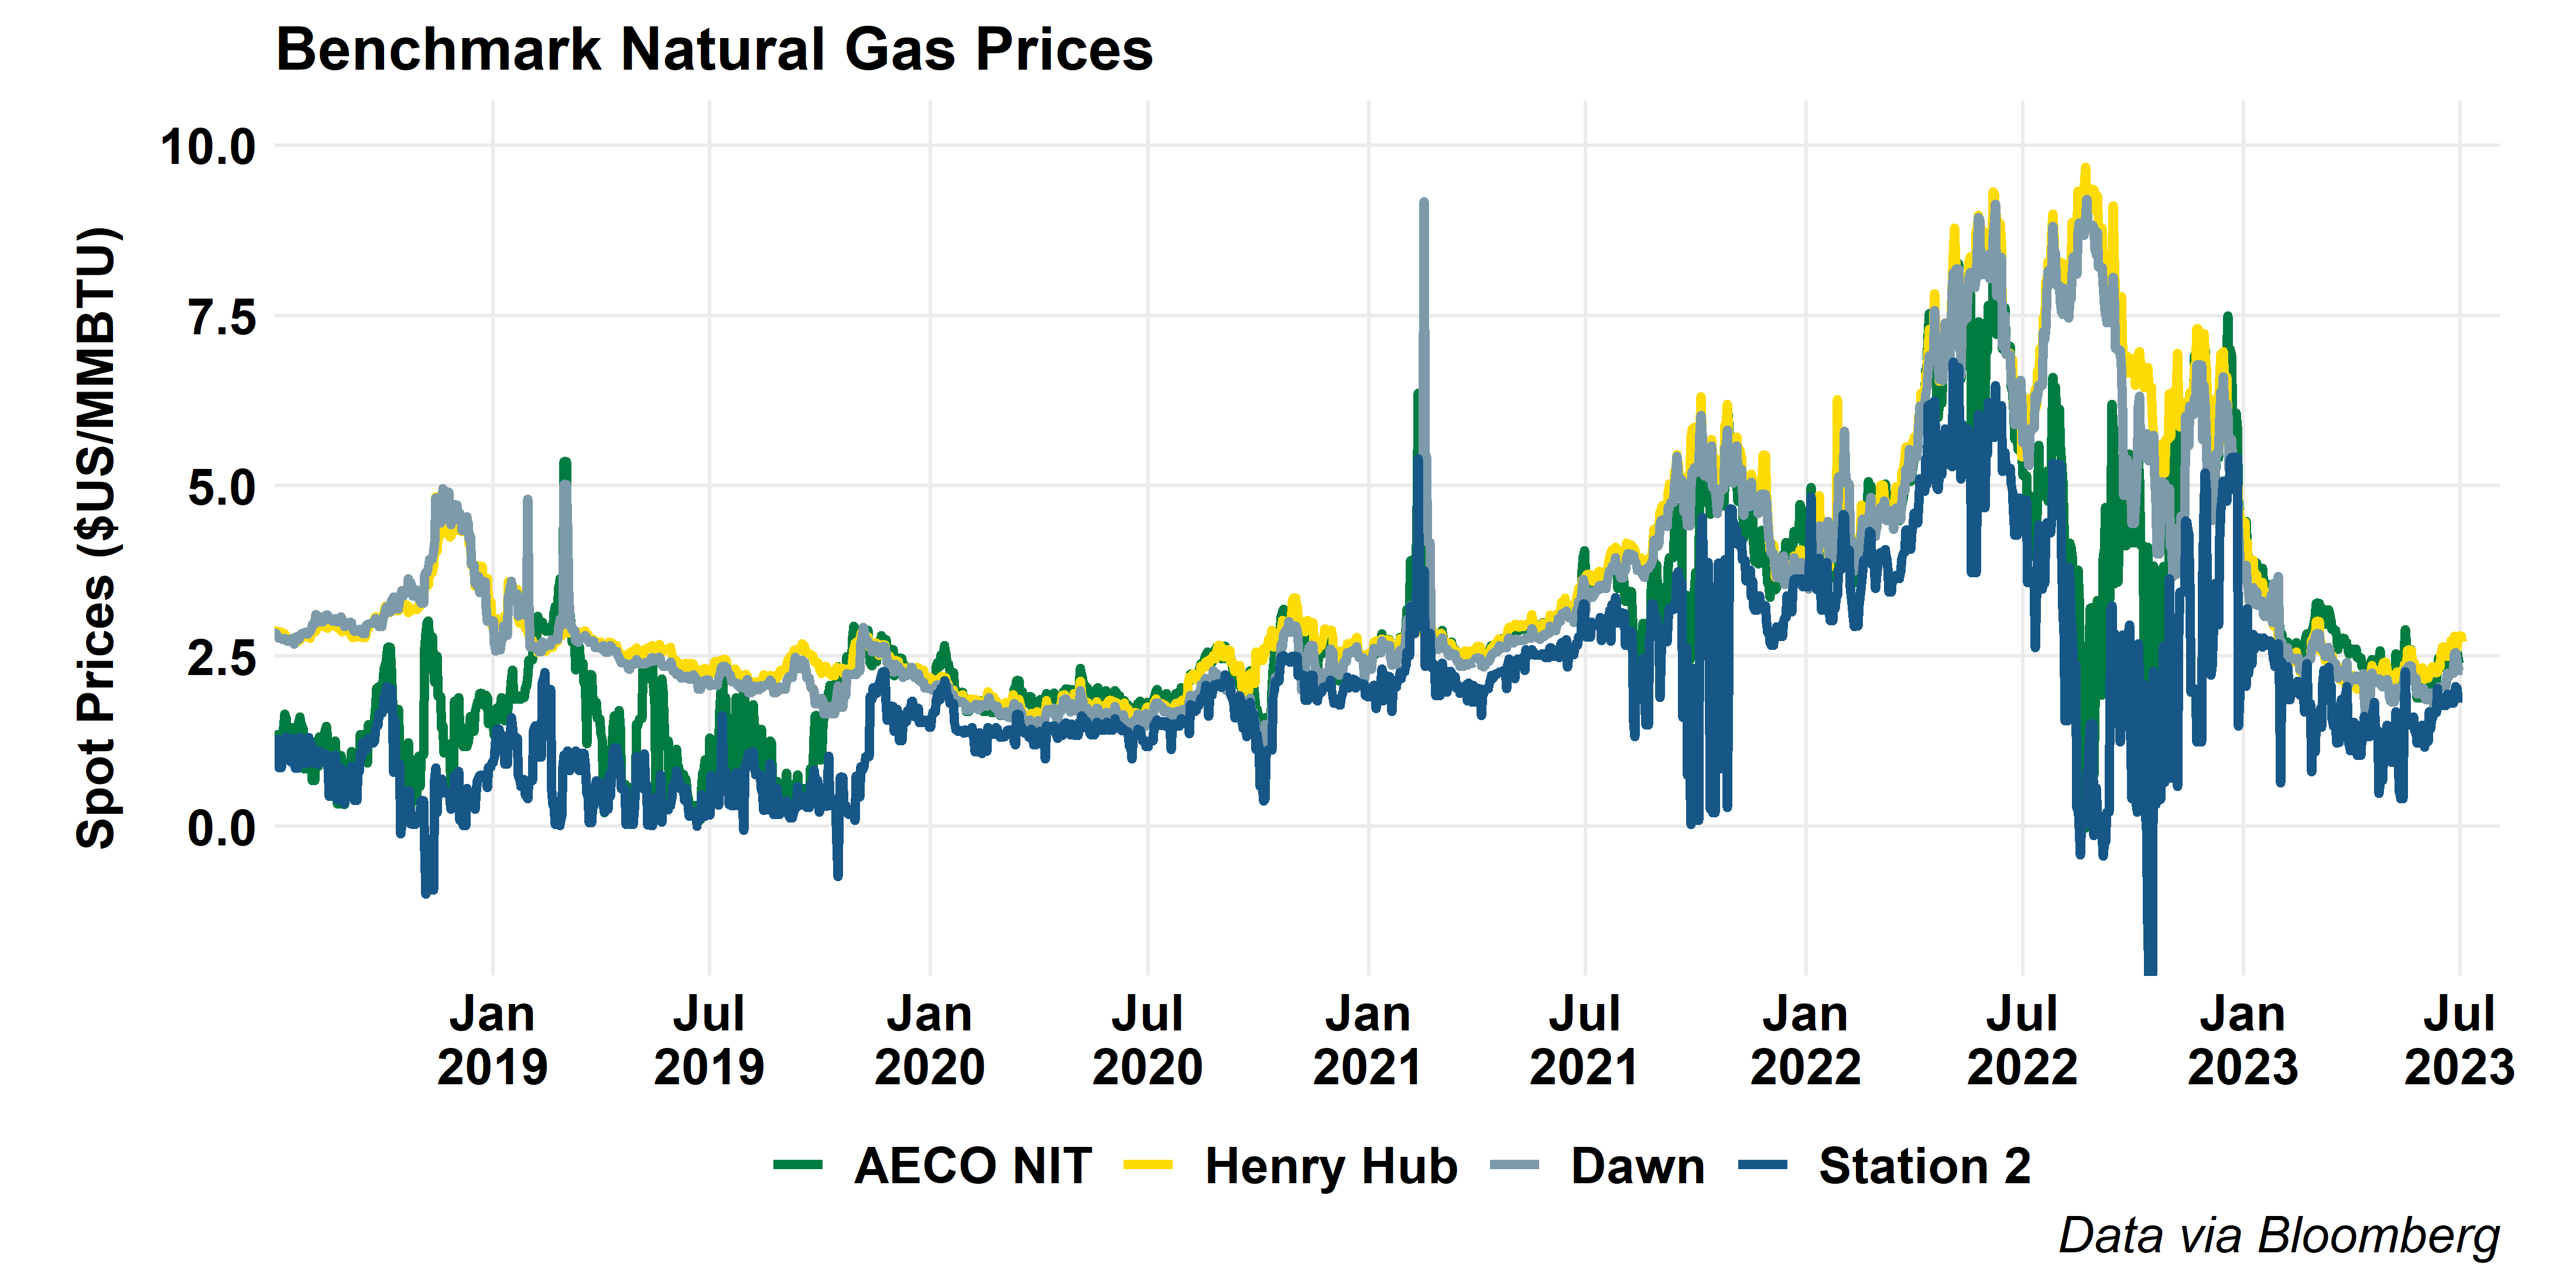 Benchmark Natural Gas Prices
Spot Prices ($US/MMBTU)
10.0
7.5
5.0
2.5
0.0
Jan Jul Jan Jul Jan Jul Jan Jul Jan Jul
2019 2019 2020 2020 2021 2021 2022 2022 2023 2023
AECO NIT Henry Hub Dawn Station 2
Data via Bloomberg